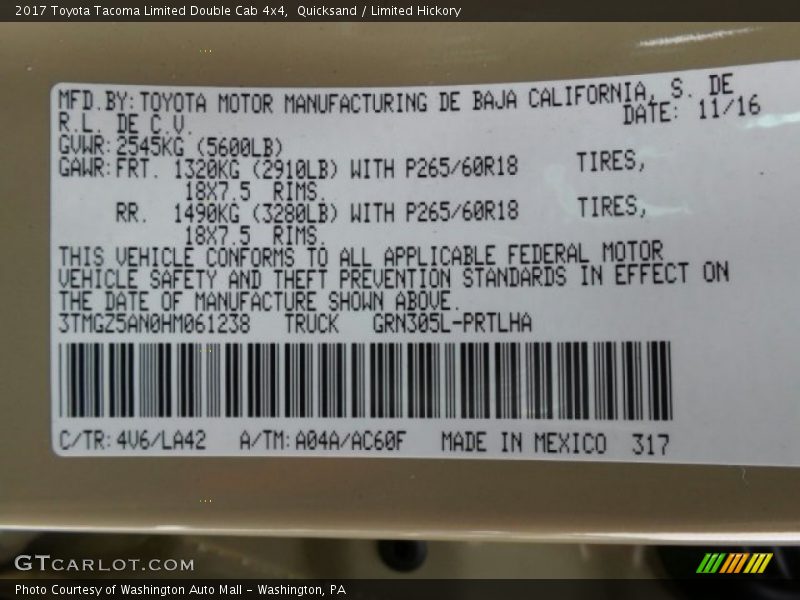 2017 Toyota Tacoma Limited Double Cab 4x4,  Quicksand / Limited Hickory
MFD.BY:TOYOTA MOTOR MANUFACTURING DE BAJA CALIFORNIA, S. DE
R.L. DE C.V. DATE: 11/16
GVWR:2545KG (5600LB)
GAWR:FRT. 1320KG (2910LB) WITH P265/60R18 TIRES,
18X7.5 RIMS.
RR. 1490KG (3280LB) WITH P265/60R18 TIRES,
18X7.5 RIMS.
THIS VEHICLE CONFORMS TO ALL APPLICABLE FEDERAL MOTOR
VEHICLE SAFETY AND THEFT PREVENTION STANDARDS IN EFFECT ON
THE DATE OF MANUFACTURE SHOWN ABOVE.
3TMGZ5AN0HM061238 TRUCK GRN305L-PRTLHA
C/TR:4V6/LA42 A/TM:A04A/AC60F MADE IN MEXICO 317
GTCARLOT.COM
Photo Courtesy of Washington Auto Mall - Washington, PA